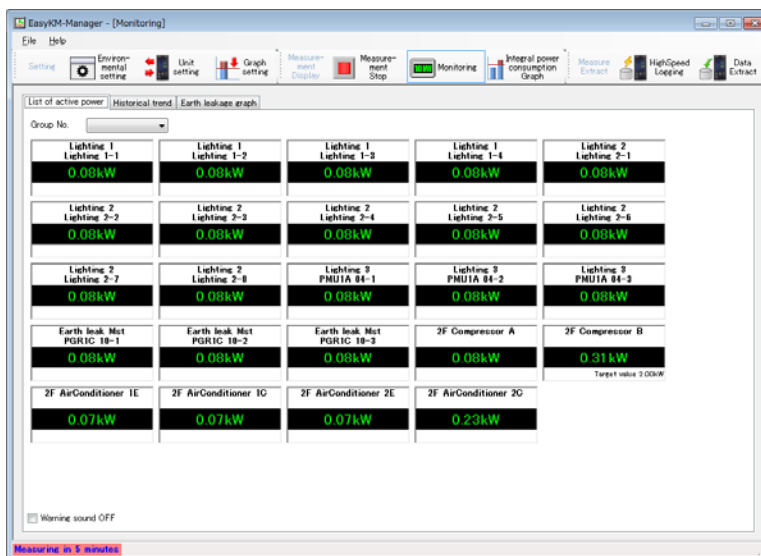 EasyKM-Manager - [Monitoring]
File Help
Setting
Environ-
mental
setting
Unit
setting
Graph
setting
Measure-
ment
Display
Measure-
ment
Stop
Monitoring
Integral power
consumption
Graph
Measure
Extract
HighSpeed
Logging
Data
Extract
List of active power Historical trend Earth leakage graph
Group No.
Lighting 1 Lighting 1 Lighting 1 Lighting 1 Lighting 2
Lighting 1-1 Lighting 1-2 Lighting 1-3 Lighting 1-4 Lighting 2-1
0.08kW 0.08kW 0.08kW 0.08kW 0.08kW
Lighting 2 Lighting 2 Lighting 2 Lighting 2 Lighting 2
Lighting 2-2 Lighting 2-3 Lighting 2-4 Lighting 2-5 Lighting 2-6
0.08kW 0.08kW 0.08kW 0.08kW 0.08kW
Lighting 2 Lighting 2 Lighting 3 Lighting 3 Lighting 3
Lighting 2-7 Lighting 2-8 PMU1A 04-1 PMU1A 04-2 PMU1A 04-3
0.08kW 0.08kW 0.08kW 0.08kW 0.08kW
Earth leak Mst Earth leak Mst Earth leak Mst 2F Compressor A 2F Compressor B
PGR1C 10-1 PGR1C 10-2 PGR1C 10-3
0.08kW 0.08kW 0.08kW 0.08kW 0.31kW
Target value 2.00kW
2F AirConditioner 1E 2F AirConditioner 1C 2F AirConditioner 2E 2F AirConditioner 2C
0.07kW 0.07kW 0.07kW 0.23kW
Warning sound OFF
Measuring in 5 minutes